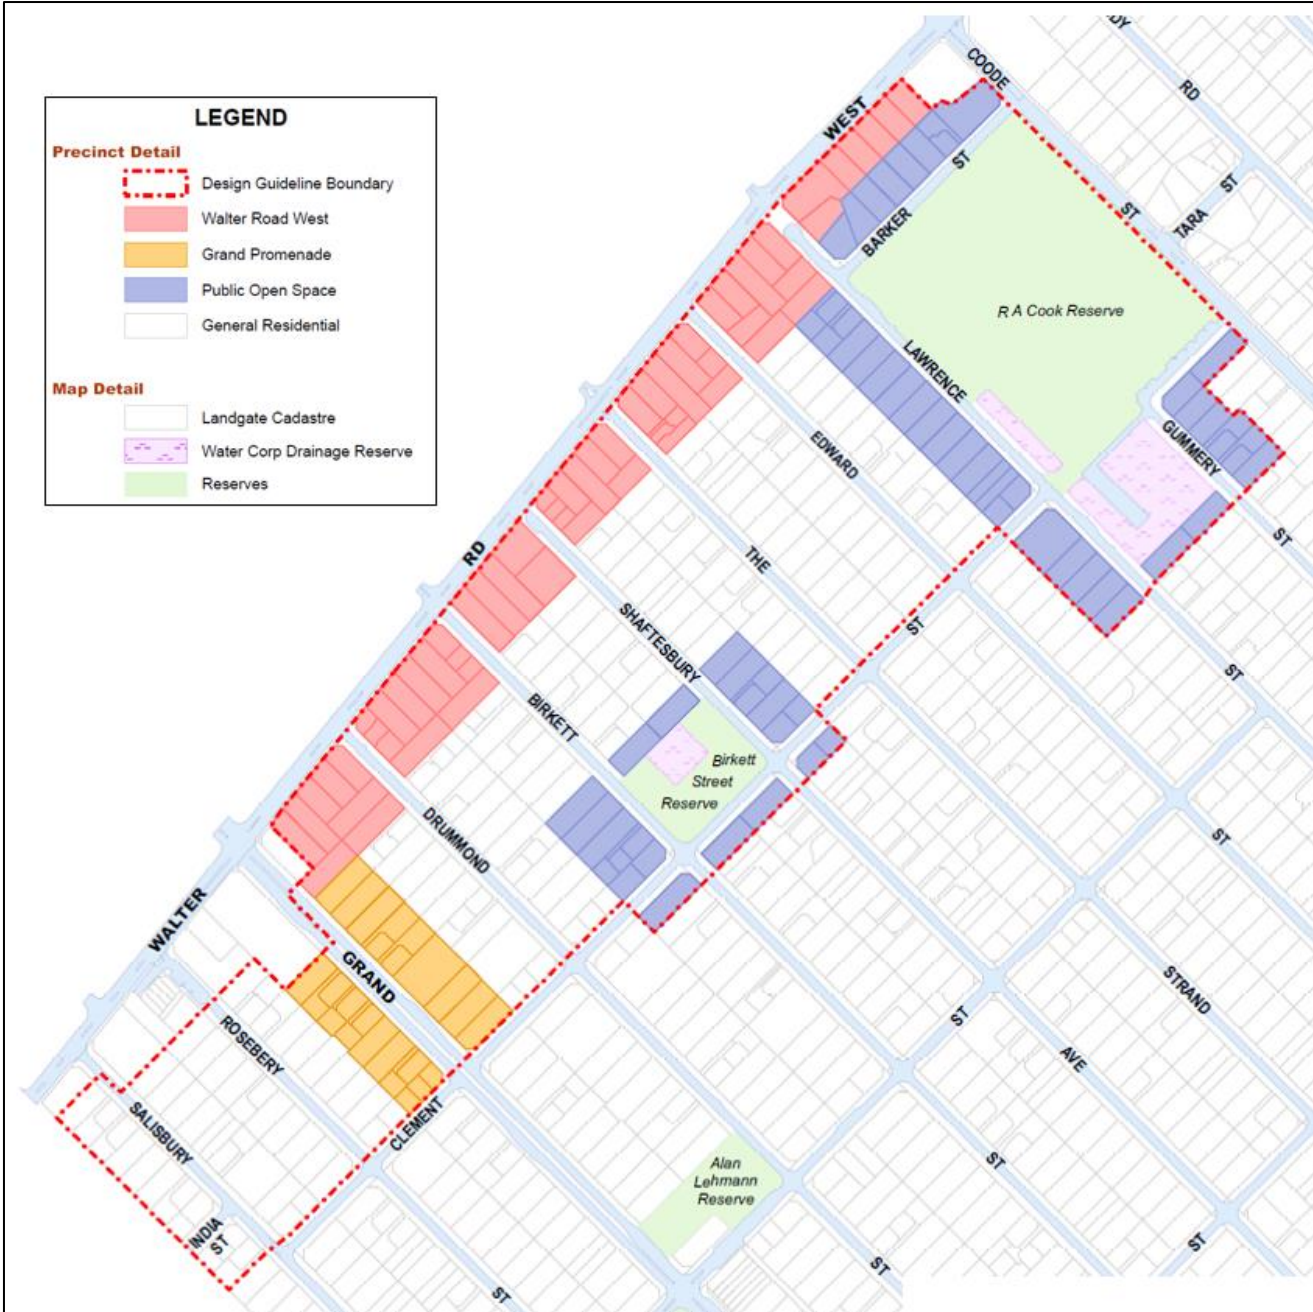 LEGEND
Precinct Detail
Design Guideline Boundary
Walter Road West
Grand Promenade
Public Open Space
General Residential
Map Detail
Landgate Cadastre
Water Corp Drainage Reserve
Reserves
COODE
ST
RD
TARA
ST
WEST
BARKER
ST
R A Cook Reserve
LAWRENCE
GUMMERY
ST
EDWARD
THE
ST
RD
SHAFTESBURY
ST
BIRKETT
Birkett
Street
Reserve
DRUMMOND
ST
WALTER
GRAND
STRAND
ROSEBERY
ST
AVE
SALISBURY
CLEMENT
ST
Alan
Lehmann
Reserve
INDIA
ST
ST
ST
ST